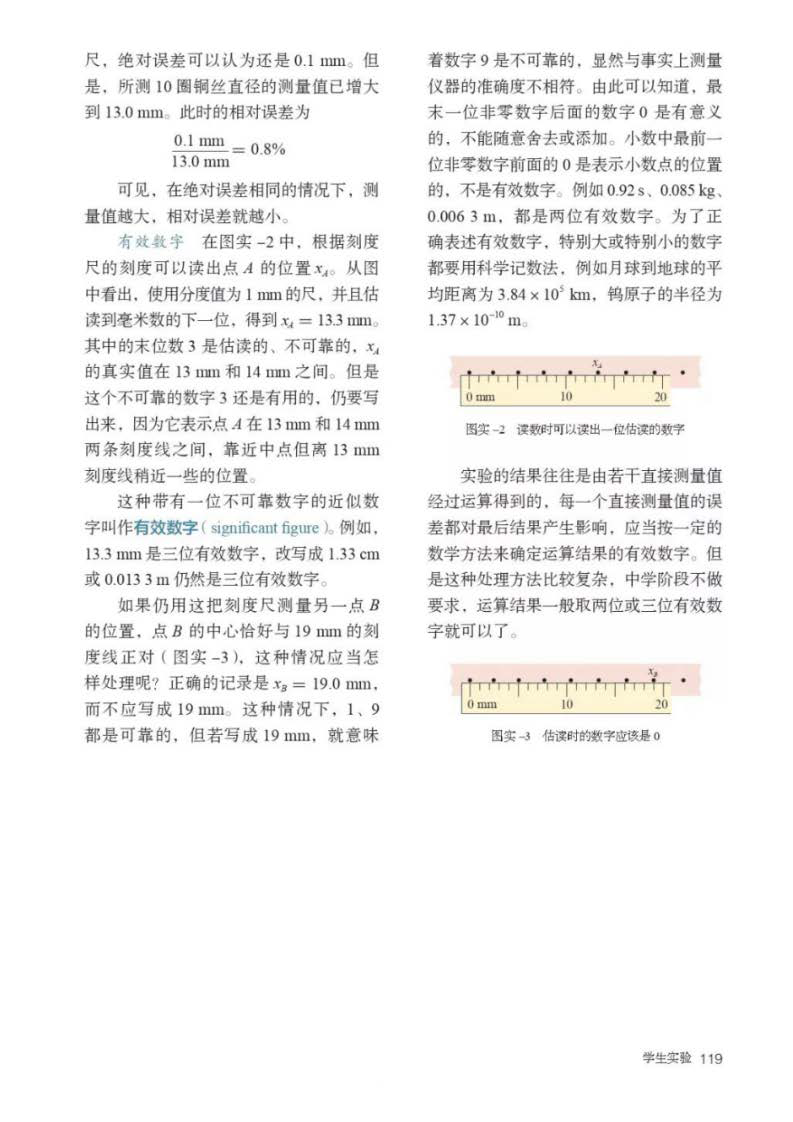 尺，绝对误差可以认为还是 0.1 mm。但
是，所测 10 圈铜丝直径的测量值已增大
到 13.0 mm。此时的相对误差为
0.1 mm
13.0 mm
= 0.8%
可见，在绝对误差相同的情况下，测
量值越大，相对误差就越小。
有效数字 在图实 -2 中，根据刻度
尺的刻度可以读出点 A 的位置 xA。从图
中看出，使用分度值为 1 mm 的尺，并且估
读到毫米数的下一位，得到 xA = 13.3 mm。
其中的末位数 3 是估读的、不可靠的，xA
的真实值在 13 mm 和 14 mm 之间。但是
这个不可靠的数字 3 还是有用的，仍要写
出来，因为它表示点 A 在 13 mm 和 14 mm
两条刻度线之间，靠近中点但离 13 mm
刻度线稍近一些的位置。
这种带有一位不可靠数字的近似数
字叫作有效数字（significant figure）。例如，
13.3 mm 是三位有效数字，改写成 1.33 cm
或 0.013 3 m 仍然是三位有效数字。
如果仍用这把刻度尺测量另一点 B
的位置，点 B 的中心恰好与 19 mm 的刻
度线正对（图实 -3），这种情况应当怎
样处理呢？正确的记录是 xB = 19.0 mm，
而不应写成 19 mm。这种情况下，1、9
都是可靠的，但若写成 19 mm，就意味
着数字 9 是不可靠的，显然与事实上测量
仪器的准确度不相符。由此可以知道，最
末一位非零数字后面的数字 0 是有意义
的，不能随意舍去或添加。小数中最前一
位非零数字前面的 0 是表示小数点的位置
的，不是有效数字。例如 0.92 s、0.085 kg、
0.006 3 m，都是两位有效数字。为了正
确表述有效数字，特别大或特别小的数字
都要用科学记数法，例如月球到地球的平
均距离为 3.84 × 10⁵ km，钨原子的半径为
1.37 × 10⁻¹⁰ m。
xA
0 mm 10 20
图实 -2 读数时可以读出一位估读的数字
实验的结果往往是由若干直接测量值
经过运算得到的，每一个直接测量值的误
差都对最后结果产生影响，应当按一定的
数学方法来确定运算结果的有效数字。但
是这种处理方法比较复杂，中学阶段不做
要求，运算结果一般取两位或三位有效数
字就可以了。
xB
0 mm 10 20
图实 -3 估读时的数字应该是 0
学生实验 119